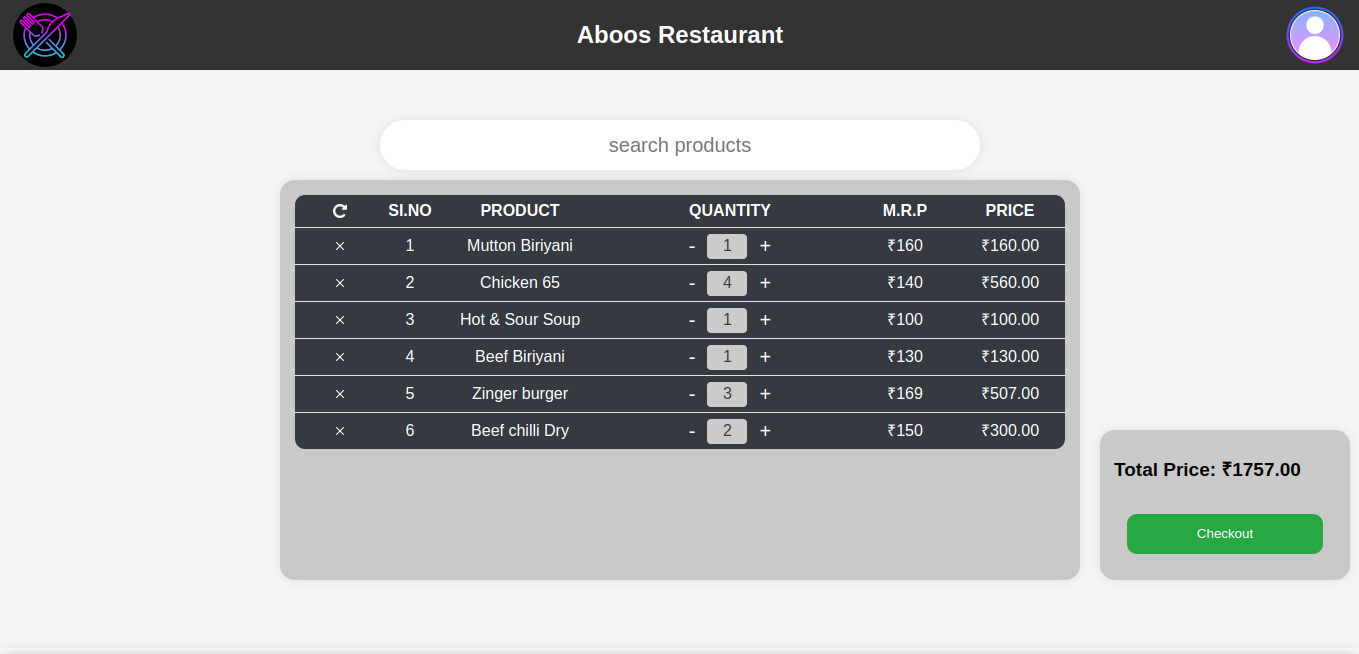 Aboos Restaurant
search products
SI.NO PRODUCT QUANTITY M.R.P PRICE
× 1 Mutton Biriyani - 1 + ₹160 ₹160.00
× 2 Chicken 65 - 4 + ₹140 ₹560.00
× 3 Hot & Sour Soup - 1 + ₹100 ₹100.00
× 4 Beef Biriyani - 1 + ₹130 ₹130.00
× 5 Zinger burger - 3 + ₹169 ₹507.00
× 6 Beef chilli Dry - 2 + ₹150 ₹300.00
Total Price: ₹1757.00
Checkout